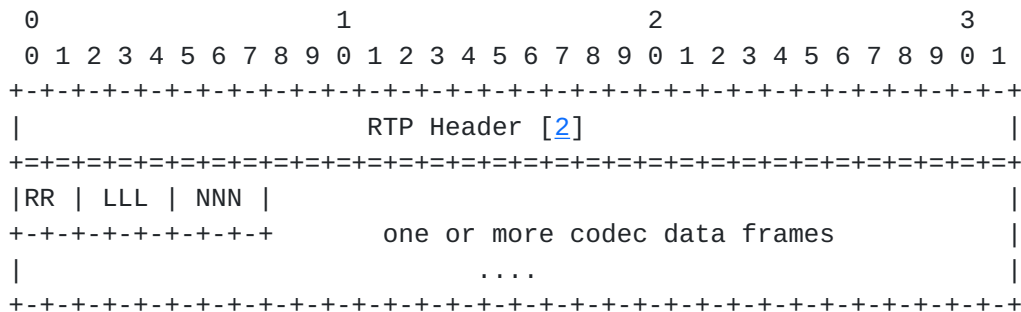 0                   1                   2                   3
 0 1 2 3 4 5 6 7 8 9 0 1 2 3 4 5 6 7 8 9 0 1 2 3 4 5 6 7 8 9 0 1
+-+-+-+-+-+-+-+-+-+-+-+-+-+-+-+-+-+-+-+-+-+-+-+-+-+-+-+-+-+-+-+-+
|                      RTP Header [2]                           |
+=+=+=+=+=+=+=+=+=+=+=+=+=+=+=+=+=+=+=+=+=+=+=+=+=+=+=+=+=+=+=+=+
|RR | LLL | NNN |                                               |
+-+-+-+-+-+-+-+-+       one or more codec data frames           |
|                             ....                              |
+-+-+-+-+-+-+-+-+-+-+-+-+-+-+-+-+-+-+-+-+-+-+-+-+-+-+-+-+-+-+-+-+